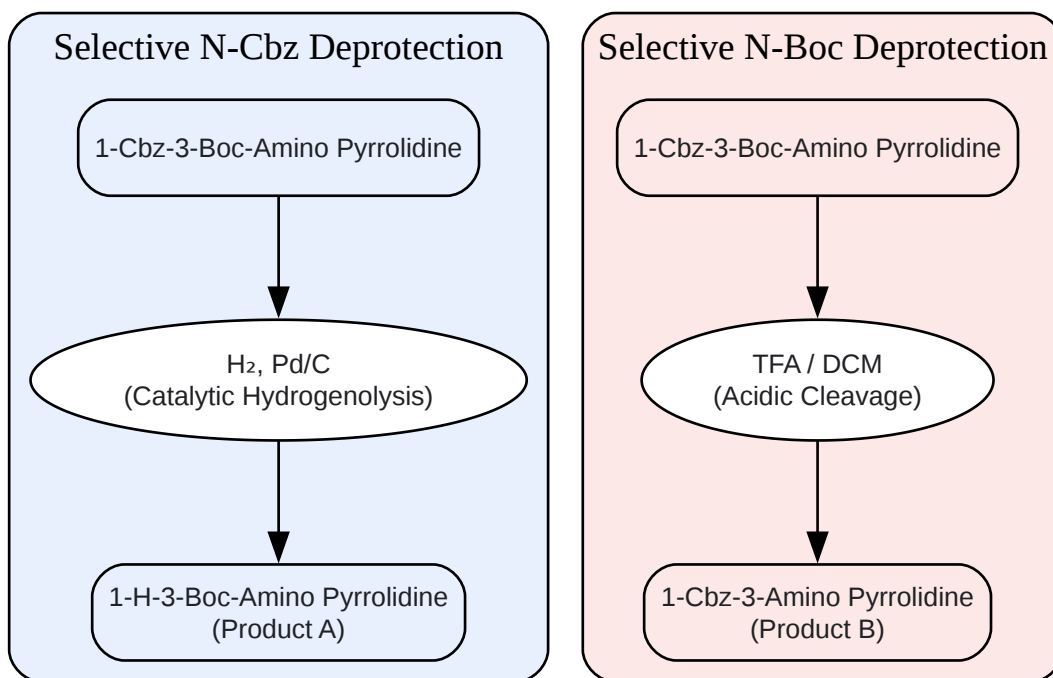 Selective N-Cbz Deprotection
1-Cbz-3-Boc-Amino Pyrrolidine
H₂, Pd/C
(Catalytic Hydrogenolysis)
1-H-3-Boc-Amino Pyrrolidine
(Product A)
Selective N-Boc Deprotection
1-Cbz-3-Boc-Amino Pyrrolidine
TFA / DCM
(Acidic Cleavage)
1-Cbz-3-Amino Pyrrolidine
(Product B)